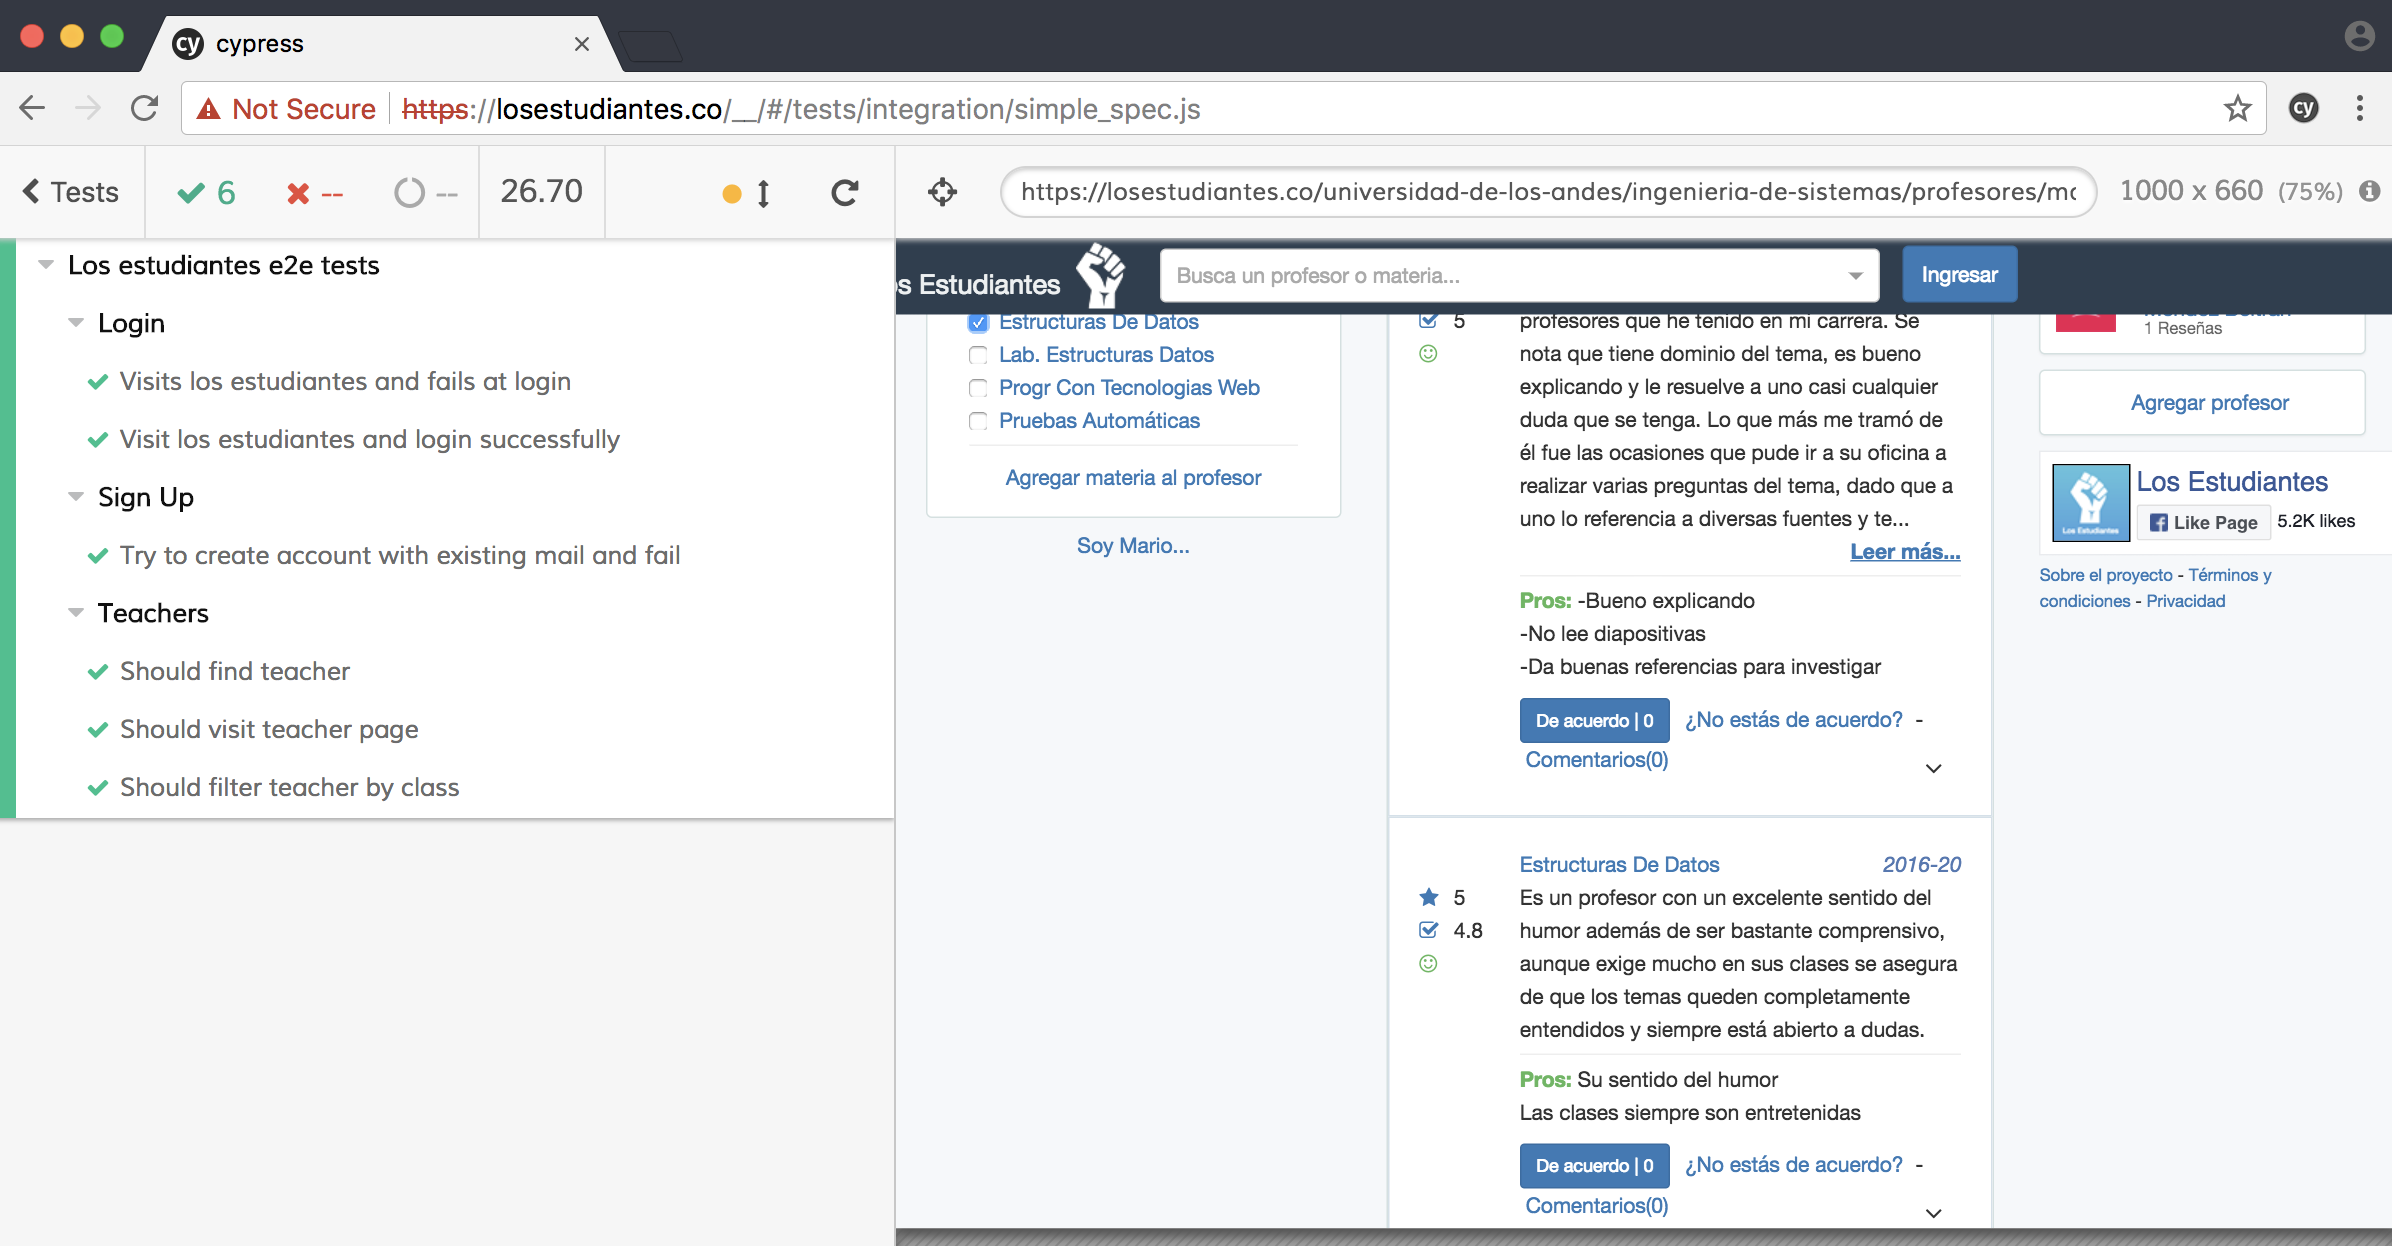 cy cypress
Not Secure https://losestudiantes.co/__/#/tests/integration/simple_spec.js
cy
Tests 6 -- -- 26.70
https://losestudiantes.co/universidad-de-los-andes/ingenieria-de-sistemas/profesores/mc
1000 x 660 (75%)
Los estudiantes e2e tests
Login
Visits los estudiantes and fails at login
Visit los estudiantes and login successfully
Sign Up
Try to create account with existing mail and fail
Teachers
Should find teacher
Should visit teacher page
Should filter teacher by class
os Estudiantes
Busca un profesor o materia...
Ingresar
Estructuras De Datos
Lab. Estructuras Datos
Progr Con Tecnologias Web
Pruebas Automáticas
Agregar materia al profesor
Soy Mario...
5
profesores que he tenido en mi carrera. Se
nota que tiene dominio del tema, es bueno
explicando y le resuelve a uno casi cualquier
duda que se tenga. Lo que más me tramó de
él fue las ocasiones que pude ir a su oficina a
realizar varias preguntas del tema, dado que a
uno lo referencia a diversas fuentes y te...
Leer más...
Pros: -Bueno explicando
-No lee diapositivas
-Da buenas referencias para investigar
De acuerdo | 0 ¿No estás de acuerdo? -
Comentarios(0)
Estructuras De Datos 2016-20
5
4.8
Es un profesor con un excelente sentido del
humor además de ser bastante comprensivo,
aunque exige mucho en sus clases se asegura
de que los temas queden completamente
entendidos y siempre está abierto a dudas.
Pros: Su sentido del humor
Las clases siempre son entretenidas
De acuerdo | 0 ¿No estás de acuerdo? -
Comentarios(0)
1 Reseñas
Agregar profesor
Los Estudiantes
Los Estudiantes
Like Page 5.2K likes
Sobre el proyecto - Términos y
condiciones - Privacidad